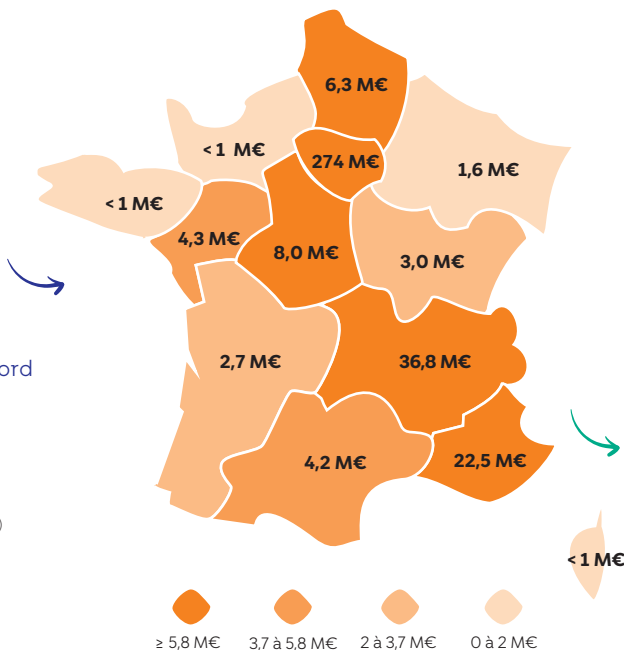 6,3 M€
< 1 M€
274 M€
1,6 M€
< 1 M€
4,3 M€
8,0 M€
3,0 M€
ord
2,7 M€
36,8 M€
4,2 M€
22,5 M€
)
< 1 M€
≥ 5,8 M€ 3,7 à 5,8 M€ 2 à 3,7 M€ 0 à 2 M€